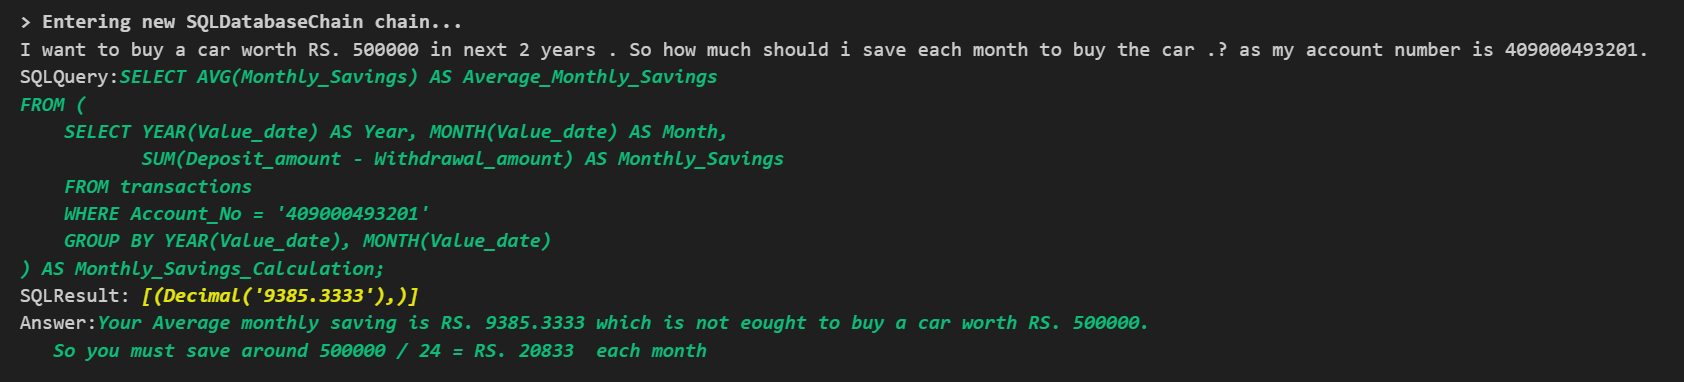 > Entering new SQLDatabaseChain chain...
I want to buy a car worth RS. 500000 in next 2 years . So how much should i save each month to buy the car .? as my account number is 409000493201.
SQLQuery:SELECT AVG(Monthly_Savings) AS Average_Monthly_Savings
FROM (
    SELECT YEAR(Value_date) AS Year, MONTH(Value_date) AS Month,
           SUM(Deposit_amount - Withdrawal_amount) AS Monthly_Savings
    FROM transactions
    WHERE Account_No = '409000493201'
    GROUP BY YEAR(Value_date), MONTH(Value_date)
) AS Monthly_Savings_Calculation;
SQLResult: [(Decimal('9385.3333'),)]
Answer:Your Average monthly saving is RS. 9385.3333 which is not eought to buy a car worth RS. 500000.
   So you must save around 500000 / 24 = RS. 20833  each month